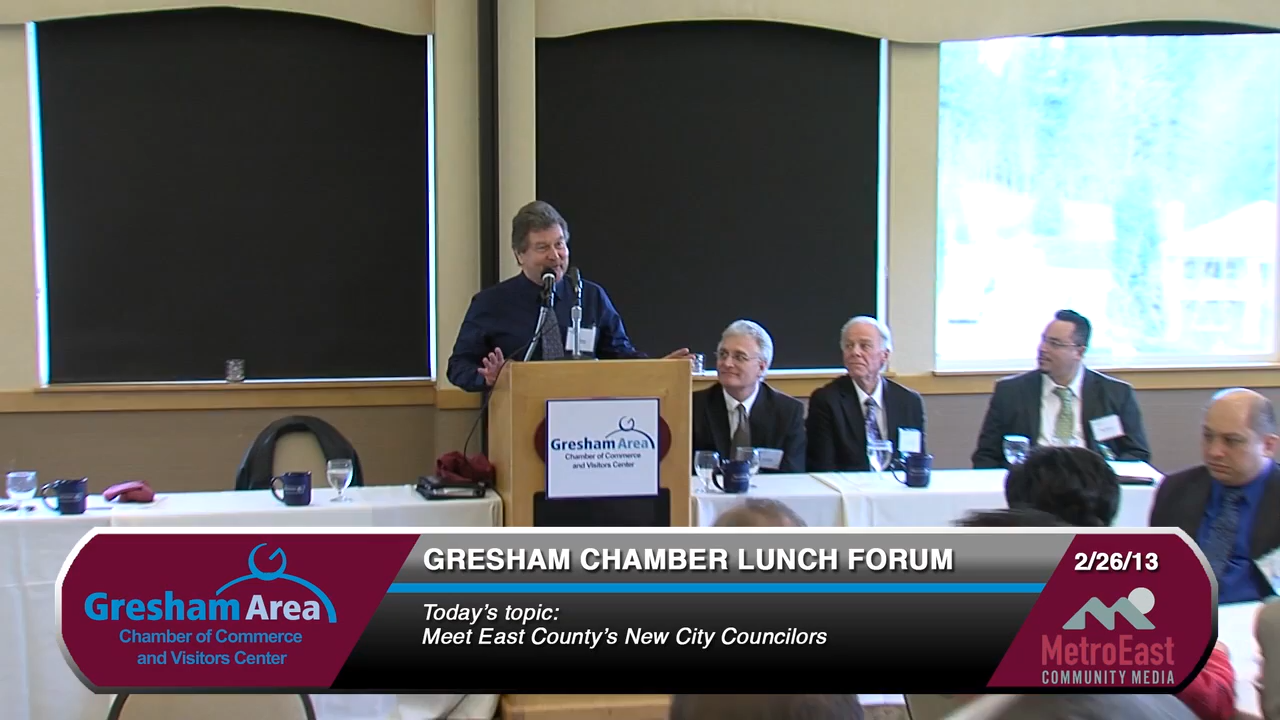 Gresham Area
Chamber of Commerce
and Visitors Center
GRESHAM CHAMBER LUNCH FORUM
2/26/13
Gresham Area
Chamber of Commerce
and Visitors Center
Today's topic:
Meet East County's New City Councilors
MetroEast
COMMUNITY MEDIA